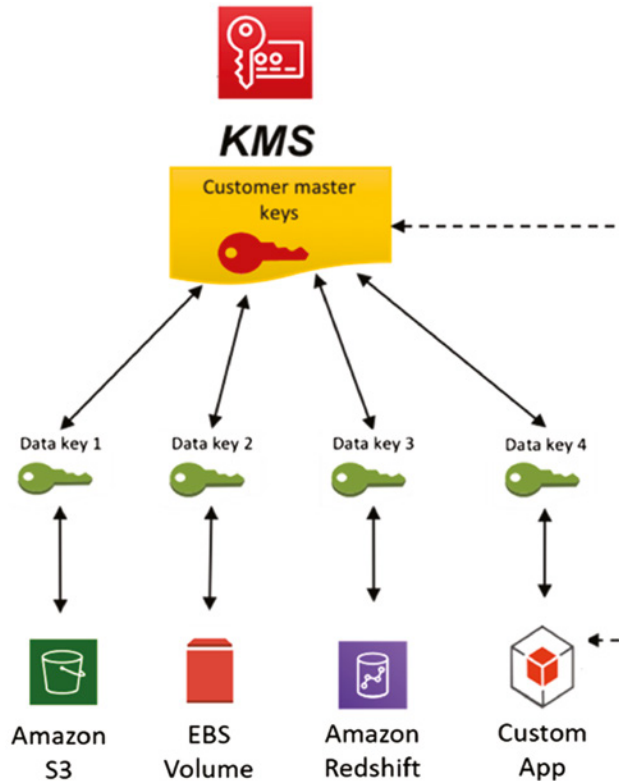 KMS
Customer master
keys
Data key 1
Data key 2
Data key 3
Data key 4
Amazon
S3
EBS
Volume
Amazon
Redshift
Custom
App